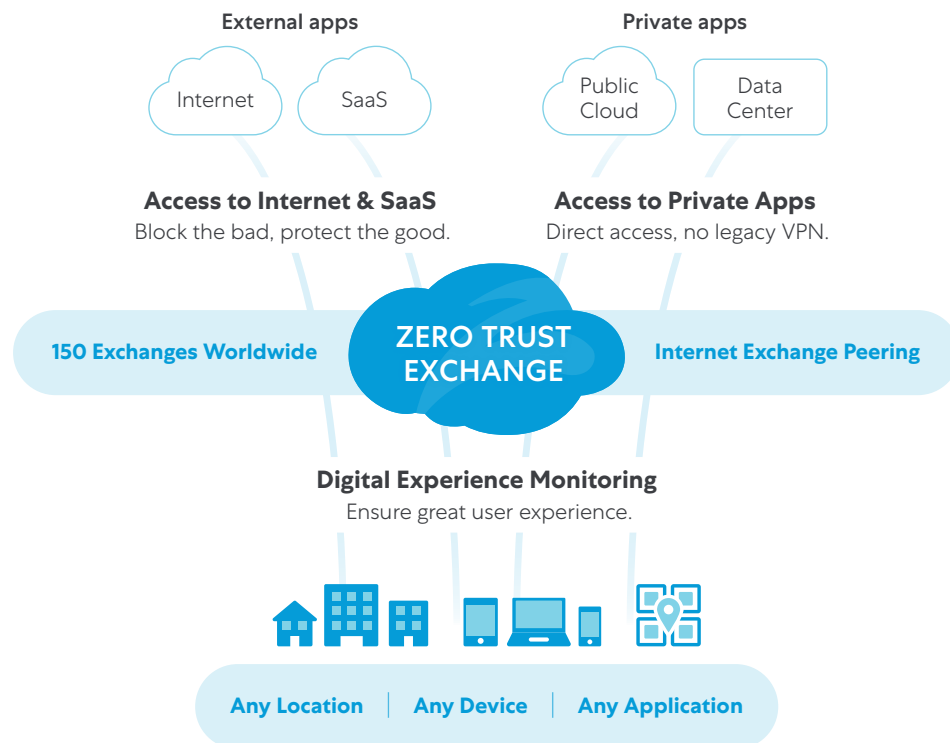 External apps
Private apps
Internet
SaaS
Public
Cloud
Data
Center
Access to Internet & SaaS
Block the bad, protect the good.
Access to Private Apps
Direct access, no legacy VPN.
150 Exchanges Worldwide
ZERO TRUST
EXCHANGE
Internet Exchange Peering
Digital Experience Monitoring
Ensure great user experience.
Any Location | Any Device | Any Application